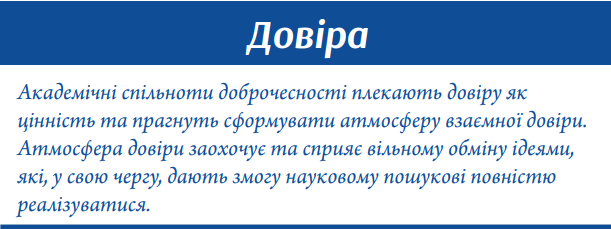 Довіра
Академічні спільноти доброчесності плекають довіру як
цінність та прагнуть сформувати атмосферу взаємної довіри.
Атмосфера довіри заохочує та сприяє вільному обміну ідеями,
які, у свою чергу, дають змогу науковому пошукові повністю
реалізуватися.